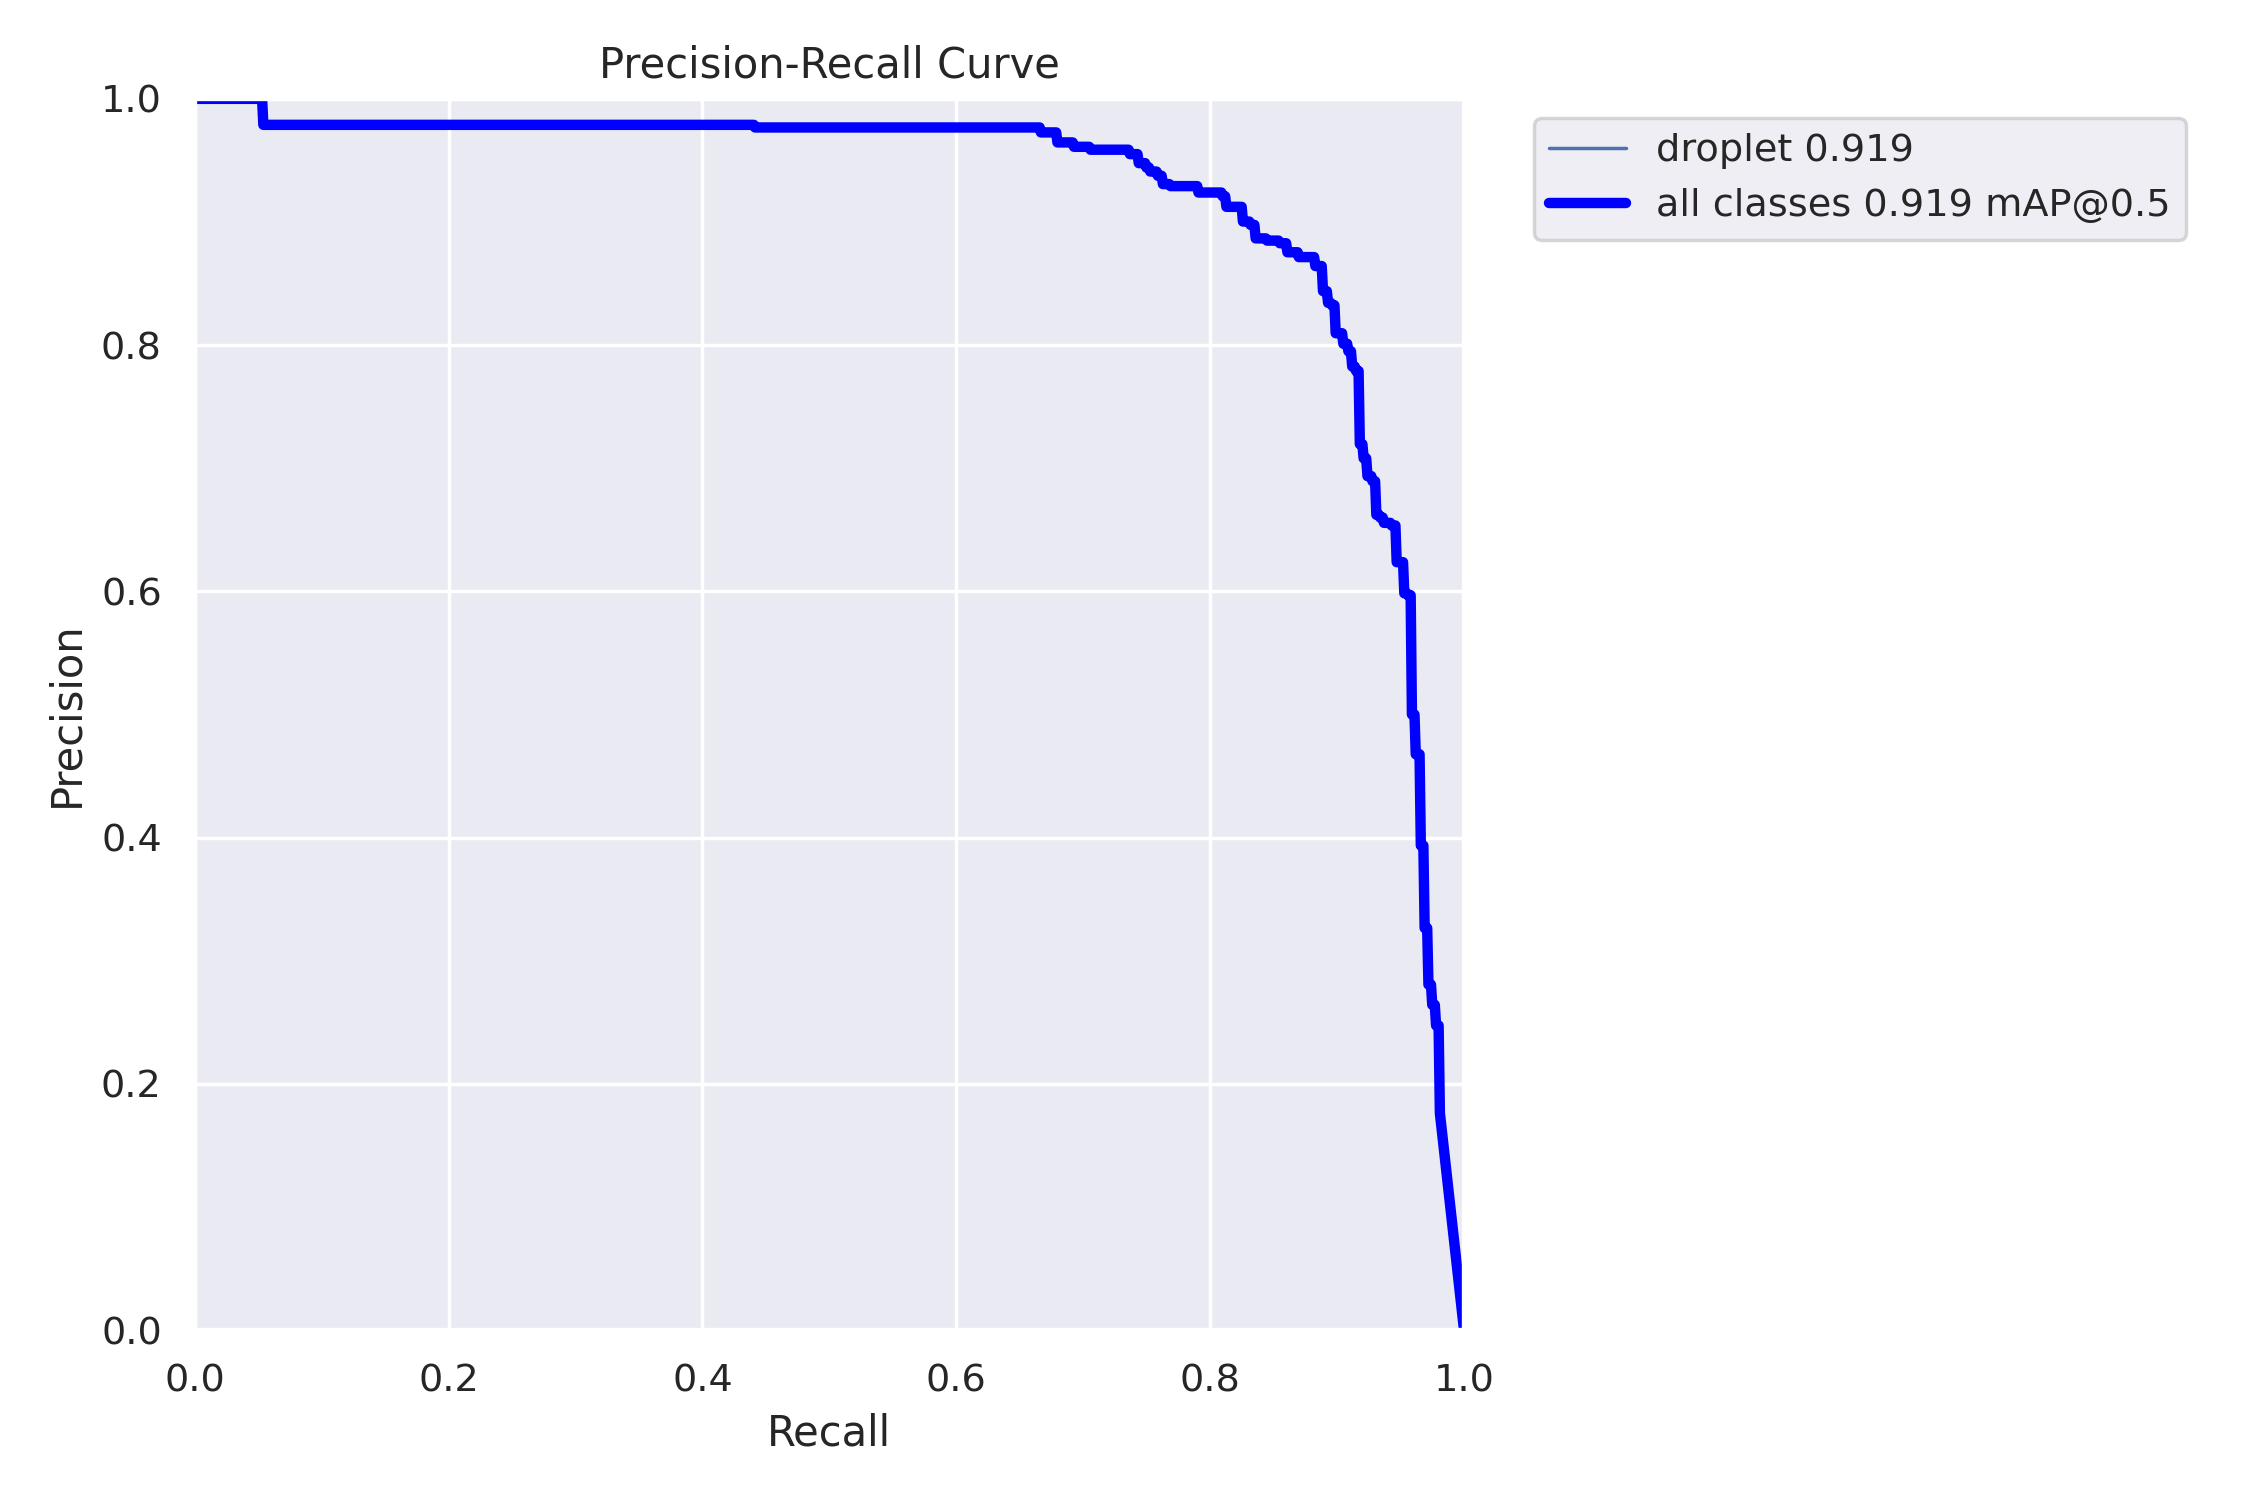 Precision-Recall Curve
1.0
0.8
0.6
0.4
0.2
0.0
Precision
0.0 0.2 0.4 0.6 0.8 1.0
Recall
droplet 0.919
all classes 0.919 mAP@0.5